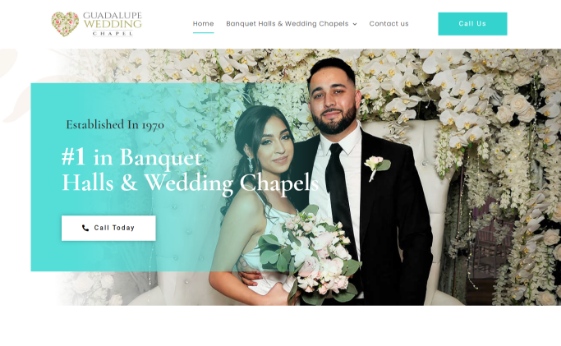 GUADALUPE
WEDDING
CHAPEL
Home
Banquet Halls & Wedding Chapels
Contact us
Call Us
Established In 1970
#1 in Banquet
Halls & Wedding Chapels
Call Today